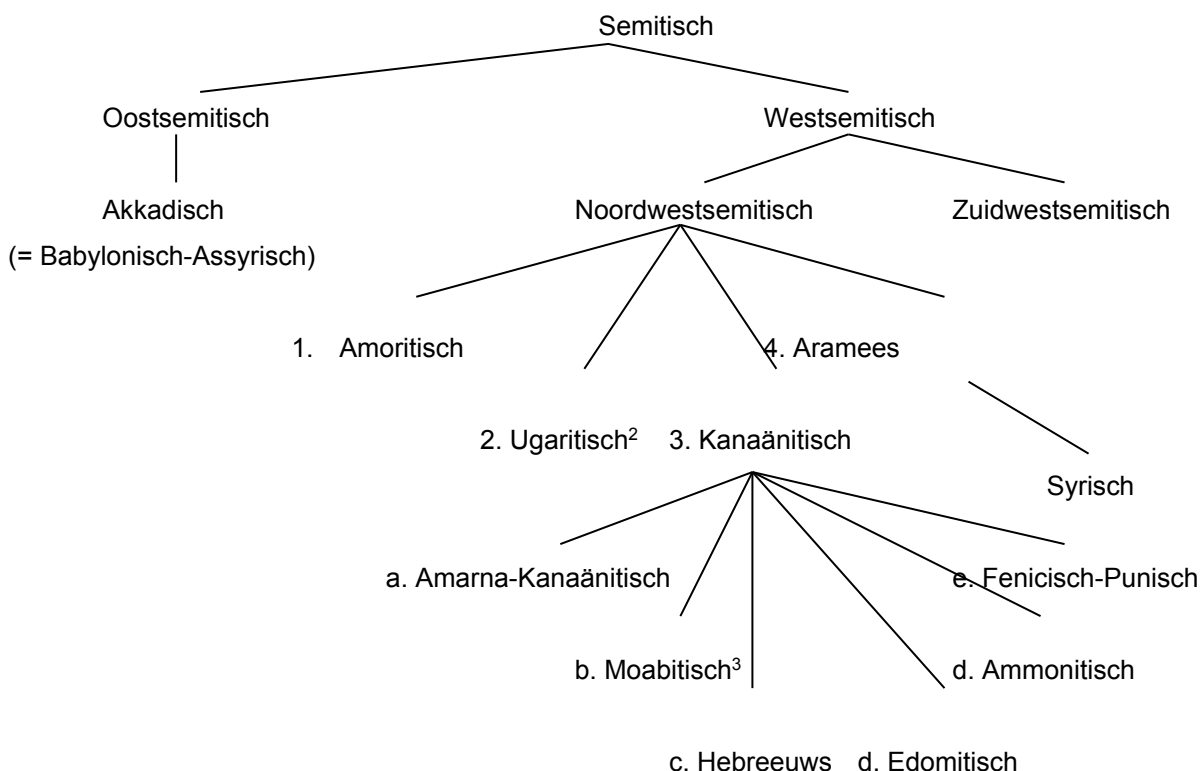 Semitisch
Oostsemitisch Westsemitisch
Akkadisch Noordwestsemitisch Zuidwestsemitisch
(= Babylonisch-Assyrisch)
1. Amoritisch 4. Aramees
2. Ugaritisch² 3. Kanaänitisch
Syrisch
a. Amarna-Kanaänitisch e. Fenicisch-Punisch
b. Moabitisch³ d. Ammonitisch
c. Hebreeuws d. Edomitisch